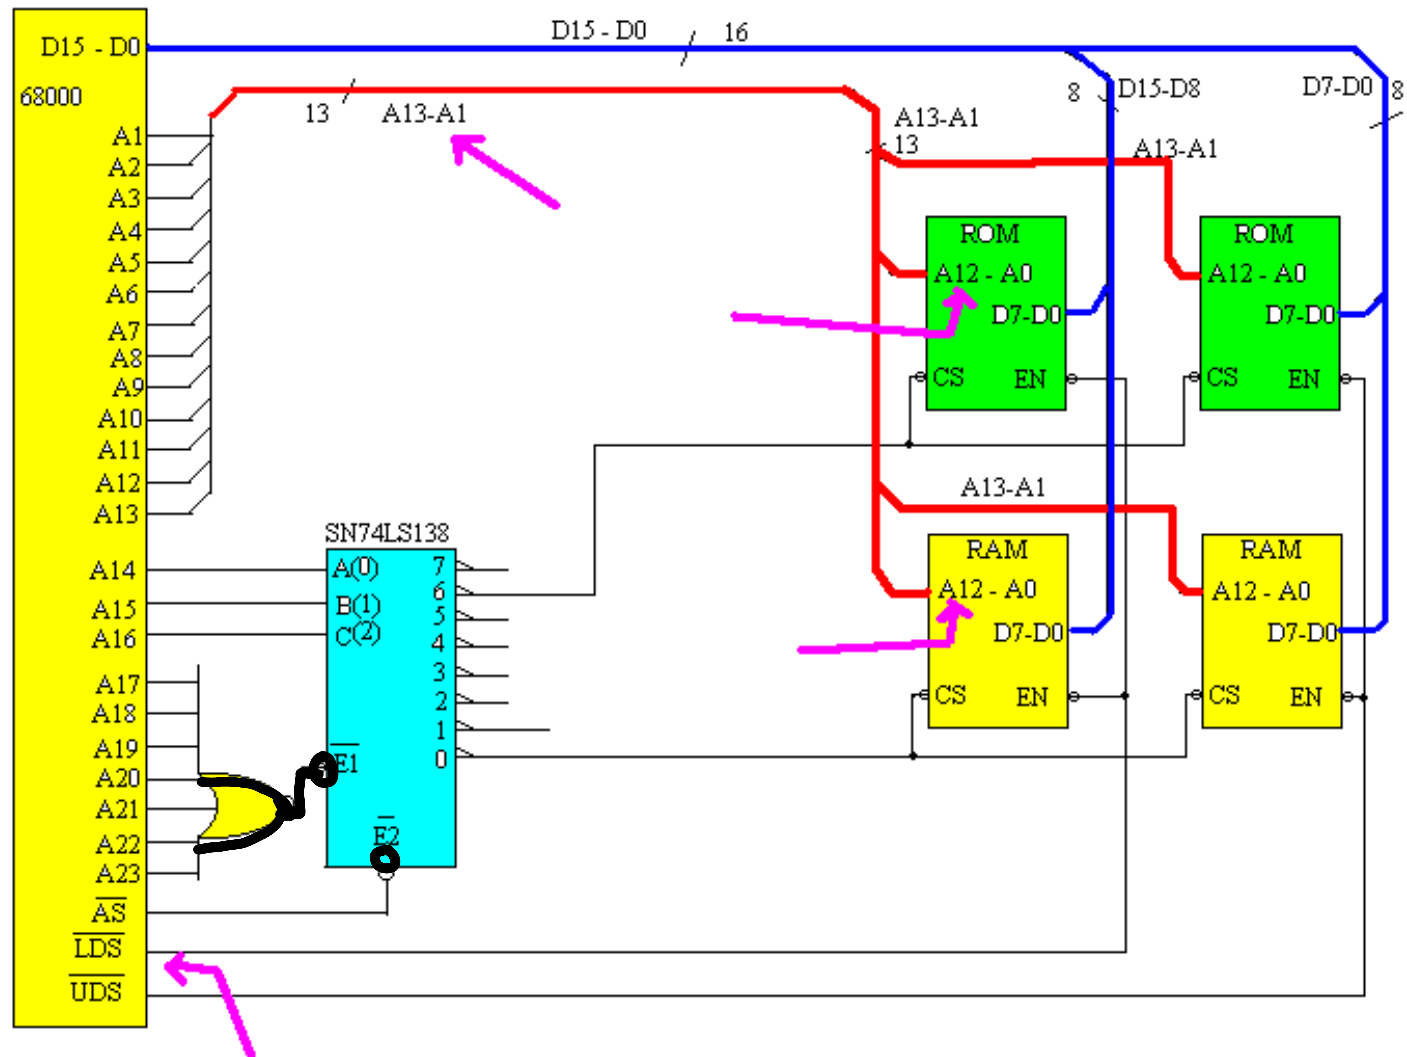 D15 - D0
16
D15 - D0
68000
8
D15-D8
D7-D0
8
13
A13-A1
A13-A1
13
A13-A1
A1
A2
A3
A4
A5
A6
A7
A8
A9
A10
A11
A12
A13
ROM
A12 - A0
D7-D0
CS
EN
ROM
A12 - A0
D7-D0
CS
EN
A13-A1
SN74LS138
A14
A15
A16
A(0)
B(1)
C(2)
7
6
5
4
3
2
1
0
E1
E2
RAM
A12 - A0
D7-D0
CS
EN
RAM
A12 - A0
D7-D0
CS
EN
A17
A18
A19
A20
A21
A22
A23
AS
LDS
UDS